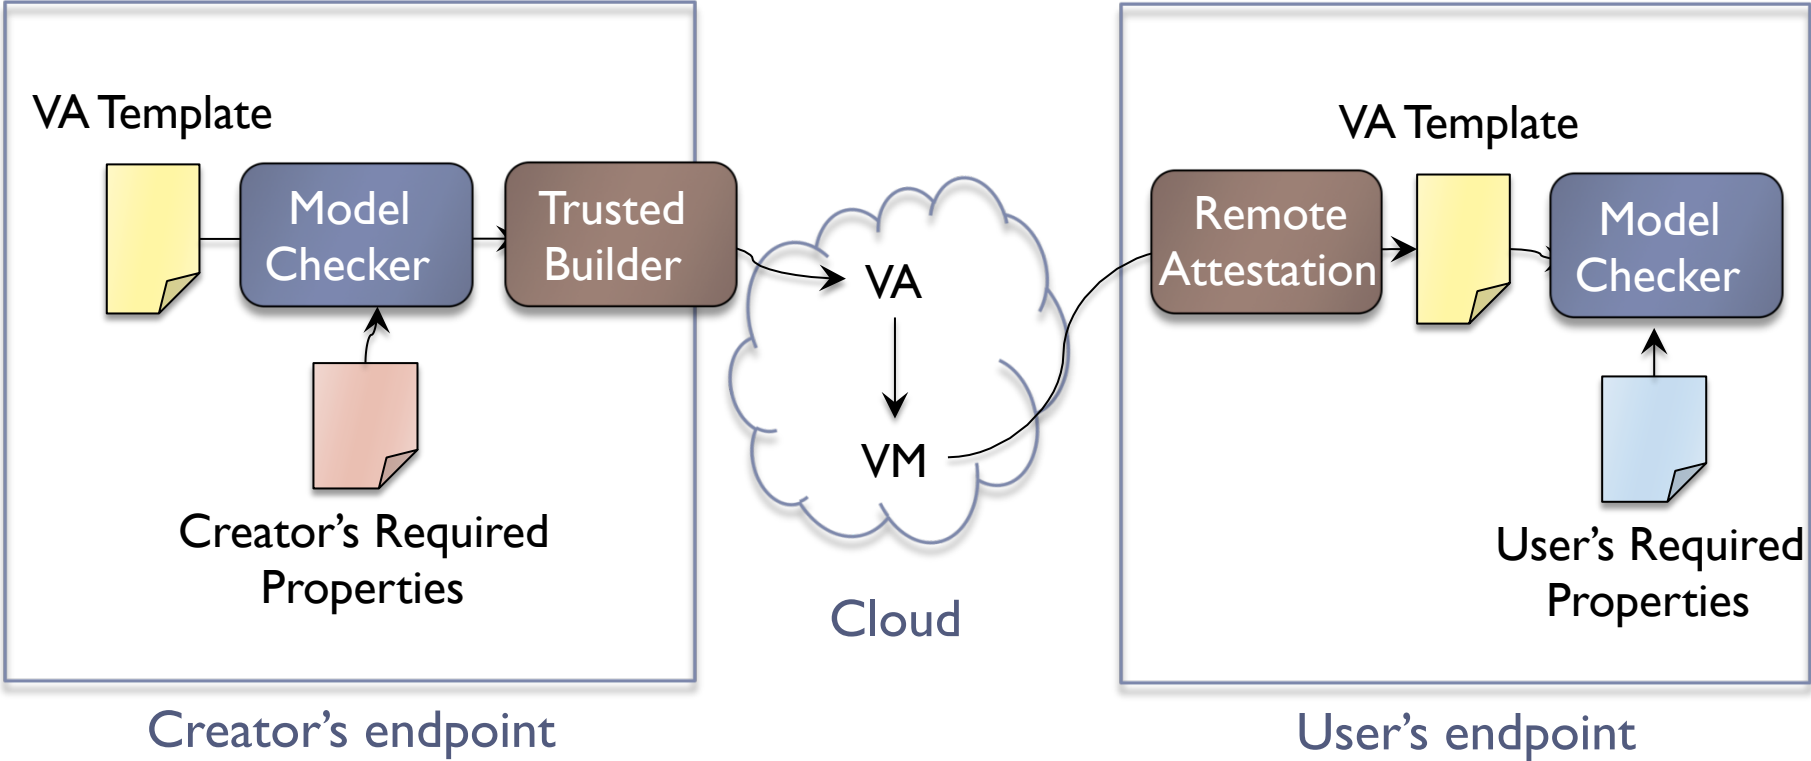 VA Template
Model
Checker
Trusted
Builder
Creator's Required
Properties
Creator's endpoint
VA
VM
Cloud
VA Template
Remote
Attestation
Model
Checker
User's Required
Properties
User's endpoint